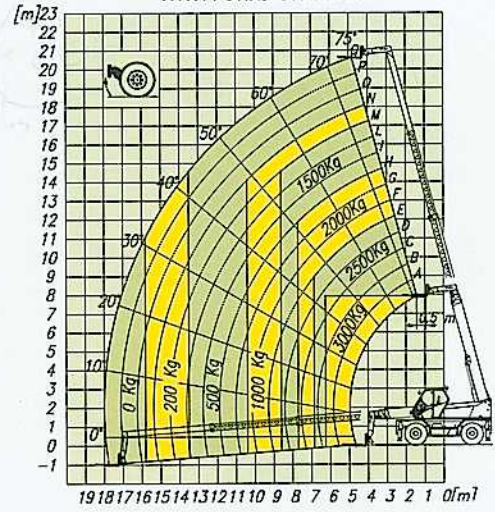 [m]23
22
21
20
19
18
17
16
15
14
13
12
11
10
9
8
7
6
5
4
3
2
1
0
-1
75°
70°
60°
50°
40°
30°
20°
10°
0°
P
O
N
M
L
I
H
G
F
E
D
C
B
A
1500Kg
2000Kg
2500Kg
3000Kg
0 Kg
200 Kg
500 Kg
1000 Kg
0.5 m
19 18 17 16 15 14 13 12 11 10 9 8 7 6 5 4 3 2 1 0[m]